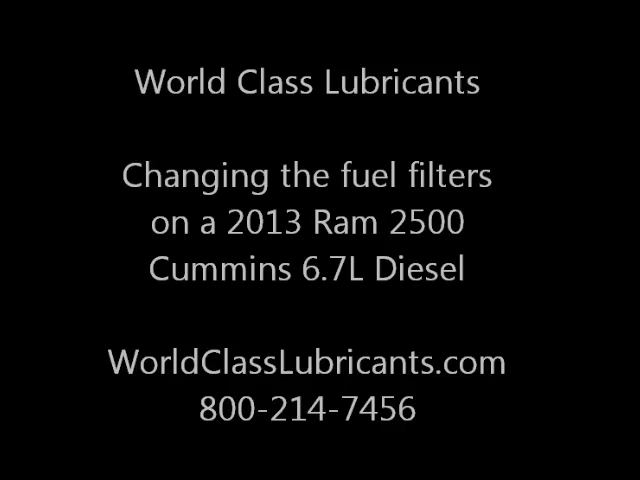 World Class Lubricants
Changing the fuel filters
on a 2013 Ram 2500
Cummins 6.7L Diesel
WorldClassLubricants.com
800-214-7456